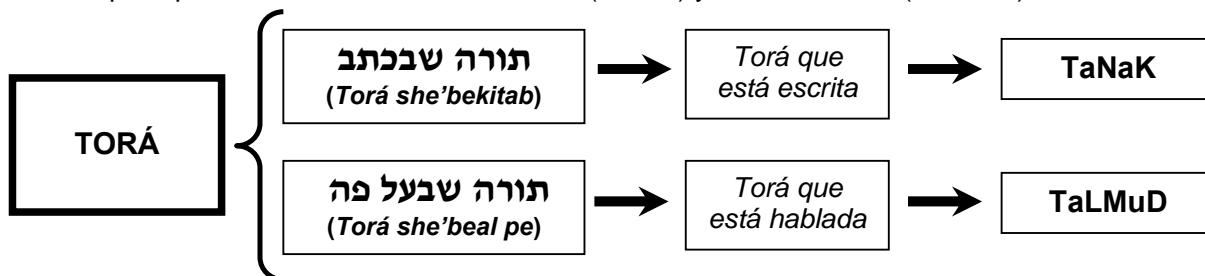 TORÁ
תורה שבכתב
(Torá she’bekitab)
Torá que
está escrita
TaNaK
תורה שבעל פה
(Torá she’beal pe)
Torá que
está hablada
TaLMuD